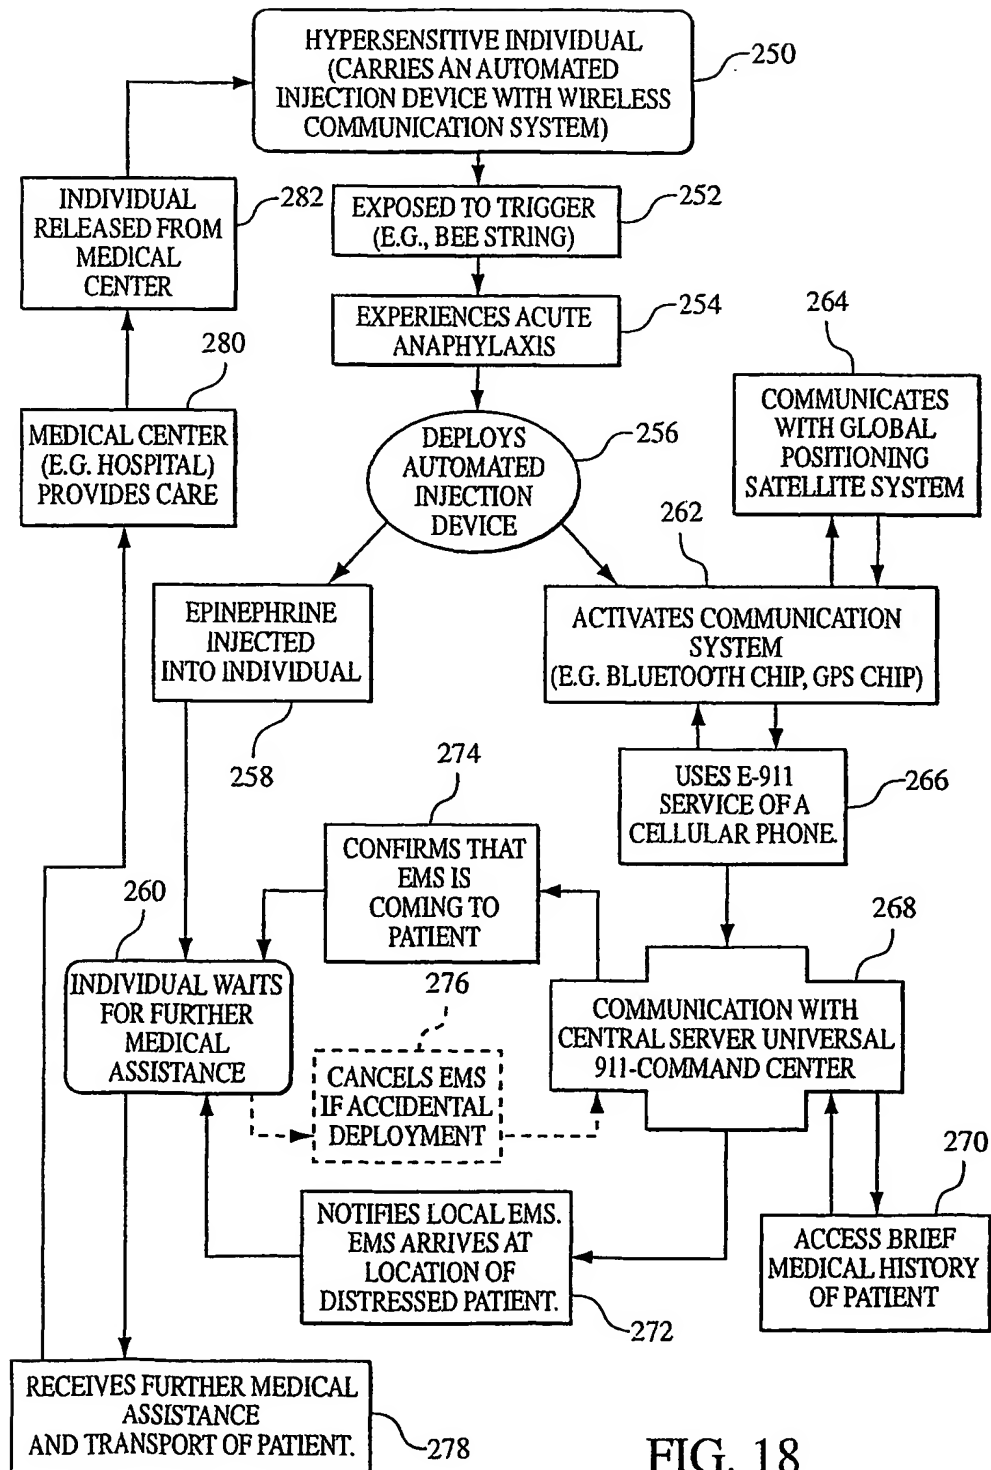 HYPERSENSITIVE INDIVIDUAL
(CARRIES AN AUTOMATED
INJECTION DEVICE WITH WIRELESS
COMMUNICATION SYSTEM)
250
INDIVIDUAL
RELEASED FROM
MEDICAL
CENTER
282
EXPOSED TO TRIGGER
(E.G., BEE STRING)
252
EXPERIENCES ACUTE
ANAPHYLAXIS
254
264
280
COMMUNICATES
WITH GLOBAL
POSITIONING
SATELLITE SYSTEM
MEDICAL CENTER
(E.G. HOSPITAL)
PROVIDES CARE
DEPLOYS
AUTOMATED
INJECTION
DEVICE
256
262
EPINEPHRINE
INJECTED
INTO INDIVIDUAL
258
ACTIVATES COMMUNICATION
SYSTEM
(E.G. BLUETOOTH CHIP, GPS CHIP)
274
USES E-911
SERVICE OF A
CELLULAR PHONE.
266
CONFIRMS THAT
EMS IS
COMING TO
PATIENT
260
268
INDIVIDUAL WAITS
FOR FURTHER
MEDICAL
ASSISTANCE
276
CANCELS EMS
IF ACCIDENTAL
DEPLOYMENT
COMMUNICATION WITH
CENTRAL SERVER UNIVERSAL
911-COMMAND CENTER
270
NOTIFIES LOCAL EMS.
EMS ARRIVES AT
LOCATION OF
DISTRESSED PATIENT.
272
ACCESS BRIEF
MEDICAL HISTORY
OF PATIENT
RECEIVES FURTHER MEDICAL
ASSISTANCE
AND TRANSPORT OF PATIENT.
278
FIG. 18